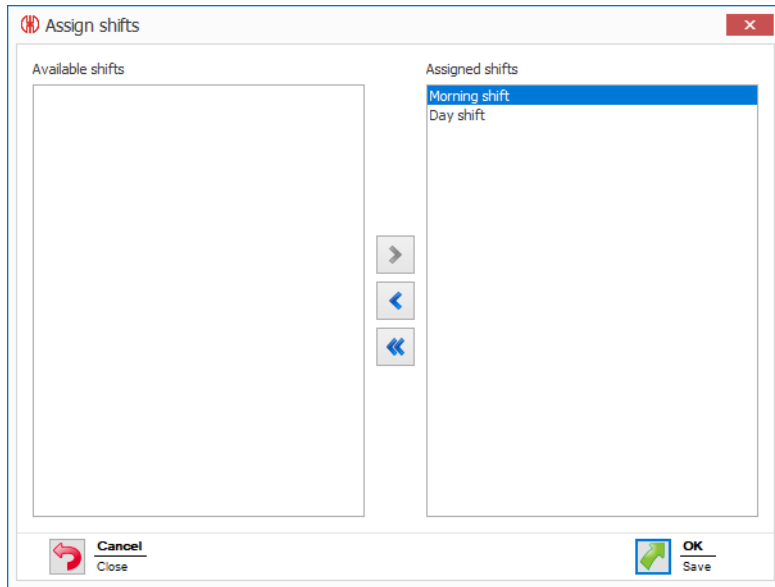 Assign shifts
Available shifts
Assigned shifts
Morning shift
Day shift
Cancel
Close
OK
Save